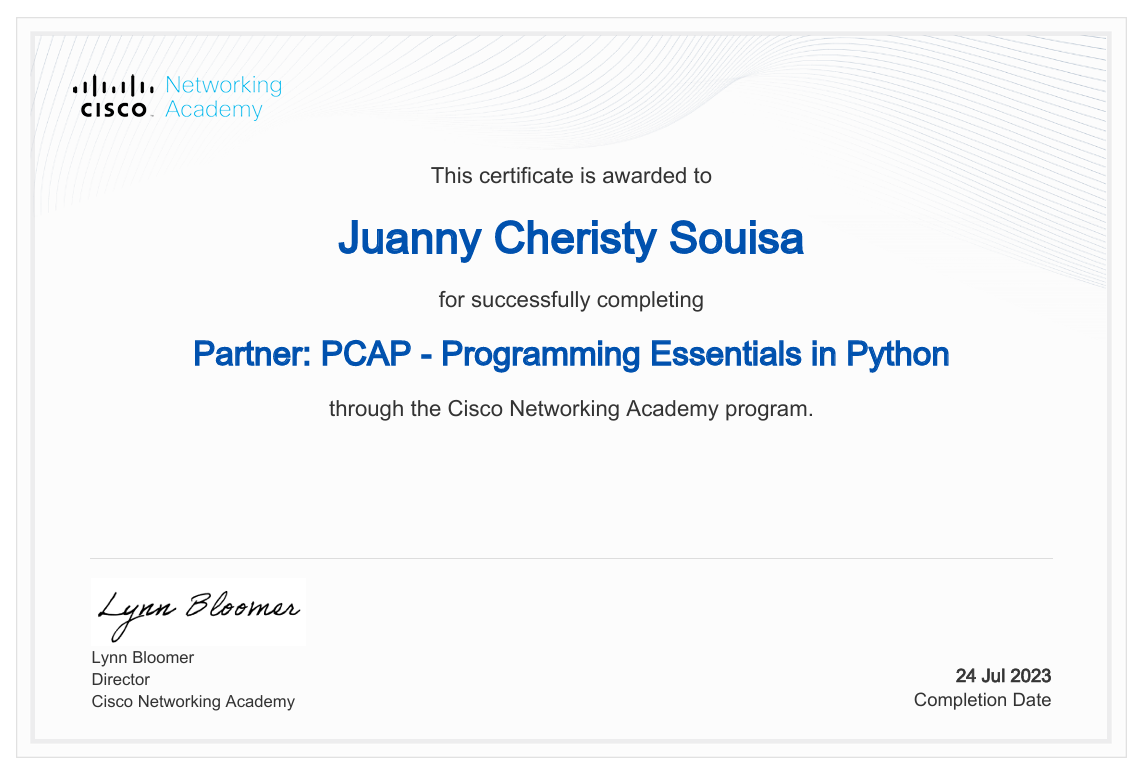 CISCO
Networking
Academy
This certificate is awarded to
Juanny Cheristy Souisa
for successfully completing
Partner: PCAP - Programming Essentials in Python
through the Cisco Networking Academy program.
Lynn Bloomer
Lynn Bloomer
Director
Cisco Networking Academy
24 Jul 2023
Completion Date